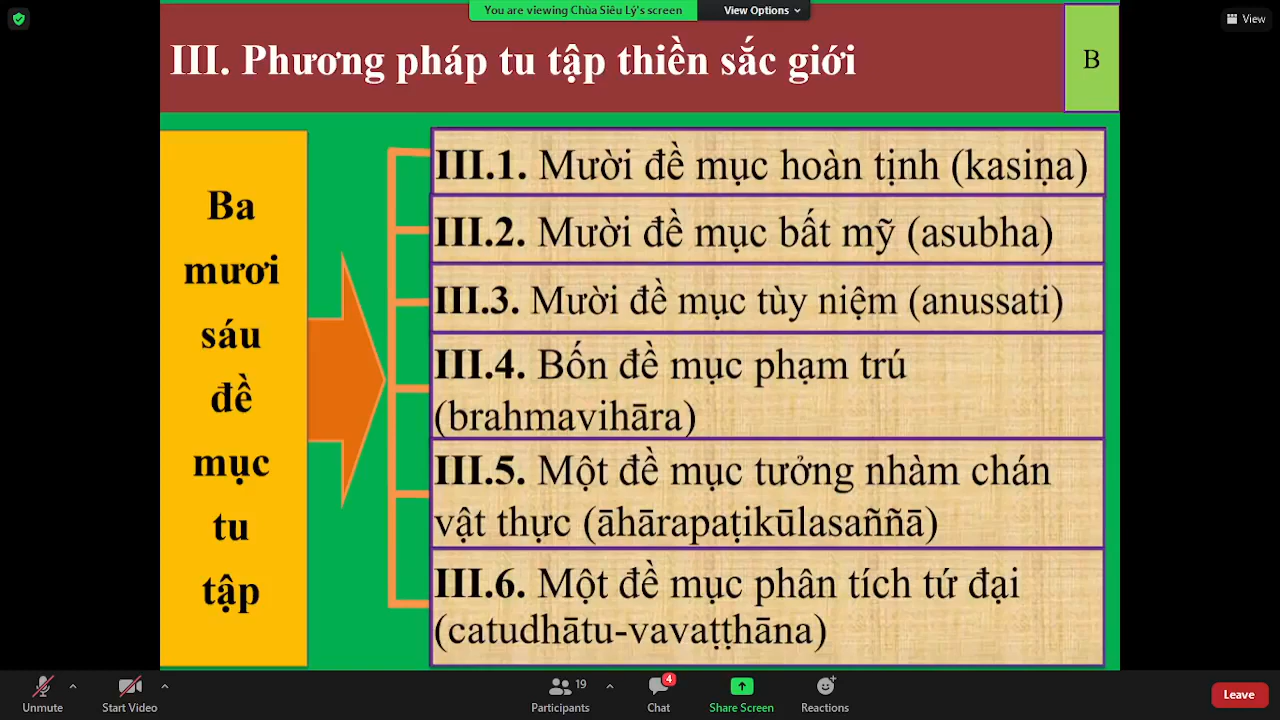 You are viewing Chùa Siêu Lý's screen
View Options
View
III. Phương pháp tu tập thiền sắc giới
B
Ba
mươi
sáu
đề
mục
tu
tập
III.1. Mười đề mục hoàn tịnh (kasiṇa)
III.2. Mười đề mục bất mỹ (asubha)
III.3. Mười đề mục tùy niệm (anussati)
III.4. Bốn đề mục phạm trú
(brahmavihāra)
III.5. Một đề mục tưởng nhàm chán
vật thực (āhārapaṭikūlasaññā)
III.6. Một đề mục phân tích tứ đại
(catudhātu-vavaṭṭhāna)
Unmute
Start Video
19
Participants
4
Chat
Share Screen
Reactions
Leave